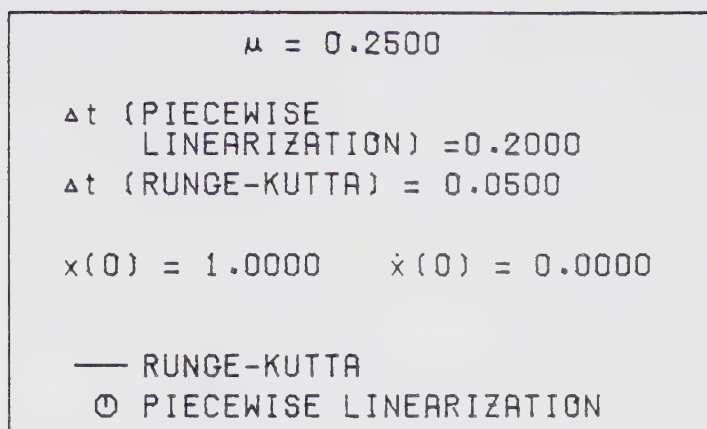 μ = 0.2500
Δt (PIECEWISE
LINEARIZATION) =0.2000
Δt (RUNGE-KUTTA) = 0.0500
x(0) = 1.0000 ẋ(0) = 0.0000
RUNGE-KUTTA
PIECEWISE LINEARIZATION